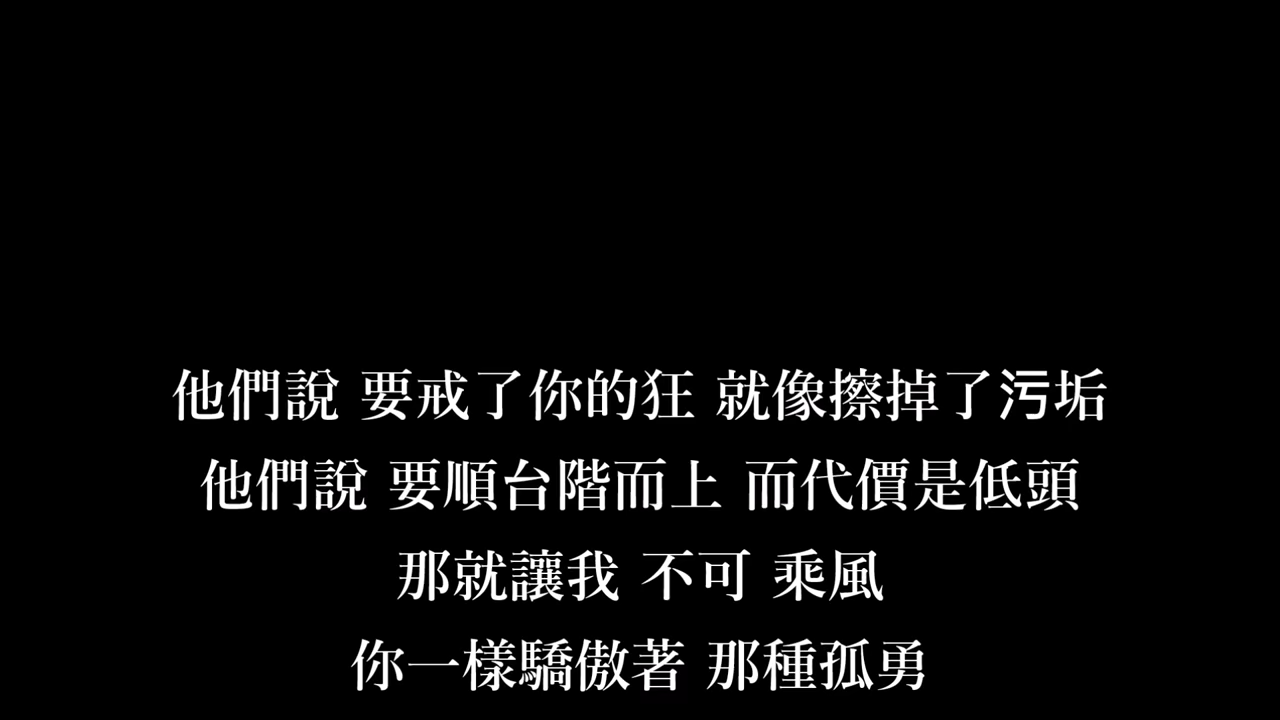 他們說 要戒了你的狂 就像擦掉了污垢
他們說 要順台階而上 而代價是低頭
那就讓我 不可 乘風
你一樣驕傲著 那種孤勇